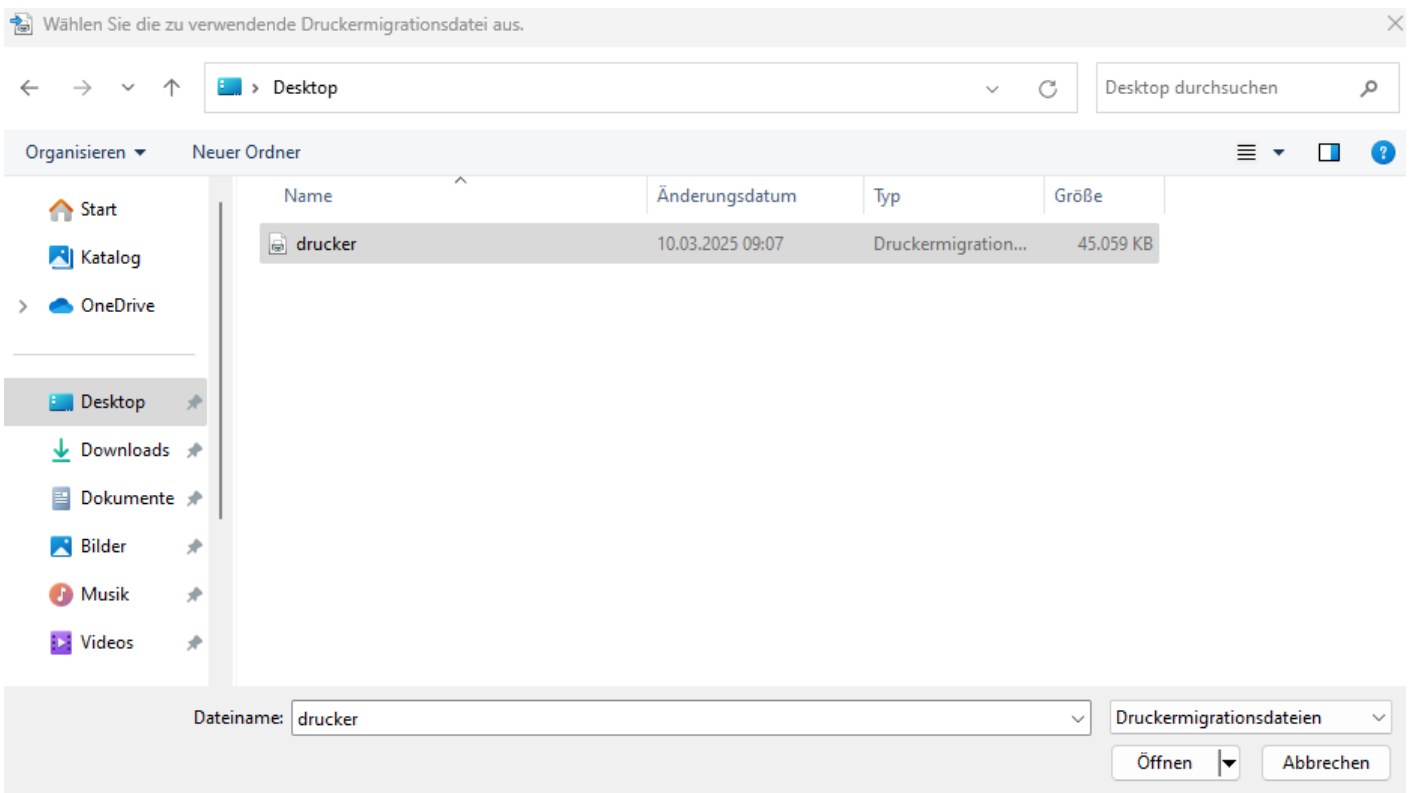 Wählen Sie die zu verwendende Druckermigrationsdatei aus.
Desktop
Desktop durchsuchen
Organisieren
Neuer Ordner
Name
Änderungsdatum
Typ
Größe
Start
drucker
10.03.2025 09:07
Druckermigration...
45.059 KB
Katalog
OneDrive
Desktop
Downloads
Dokumente
Bilder
Musik
Videos
Dateiname:
drucker
Druckermigrationsdateien
Öffnen
Abbrechen